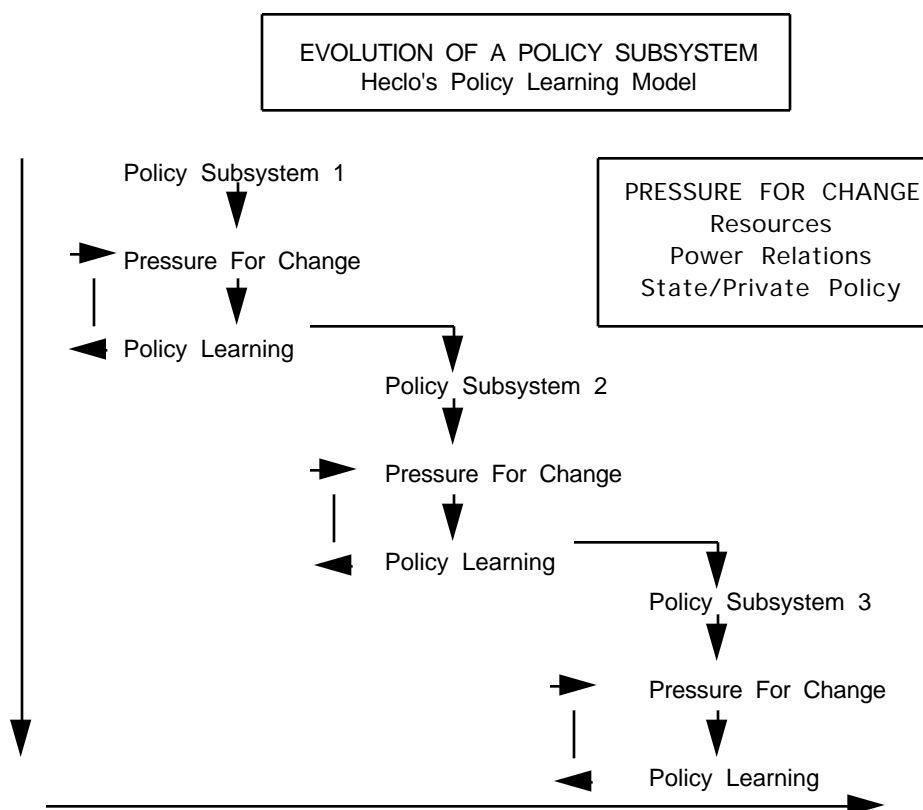 EVOLUTION OF A POLICY SUBSYSTEM
Heclo's Policy Learning Model
Policy Subsystem 1
PRESSURE FOR CHANGE
Resources
Power Relations
State/Private Policy
Pressure For Change
Policy Learning
Policy Subsystem 2
Pressure For Change
Policy Learning
Policy Subsystem 3
Pressure For Change
Policy Learning